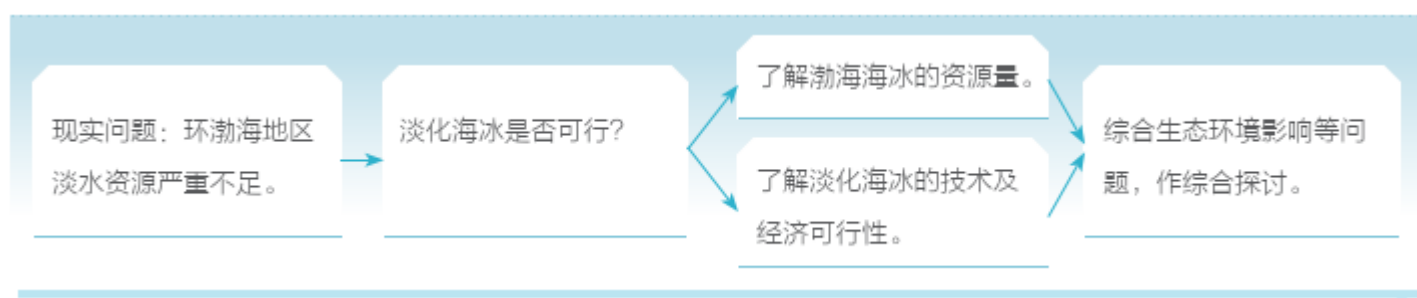 现实问题：环渤海地区
淡水资源严重不足。
淡化海冰是否可行？
了解渤海海冰的资源量。
了解淡化海冰的技术及
经济可行性。
综合生态环境影响等问
题，作综合探讨。